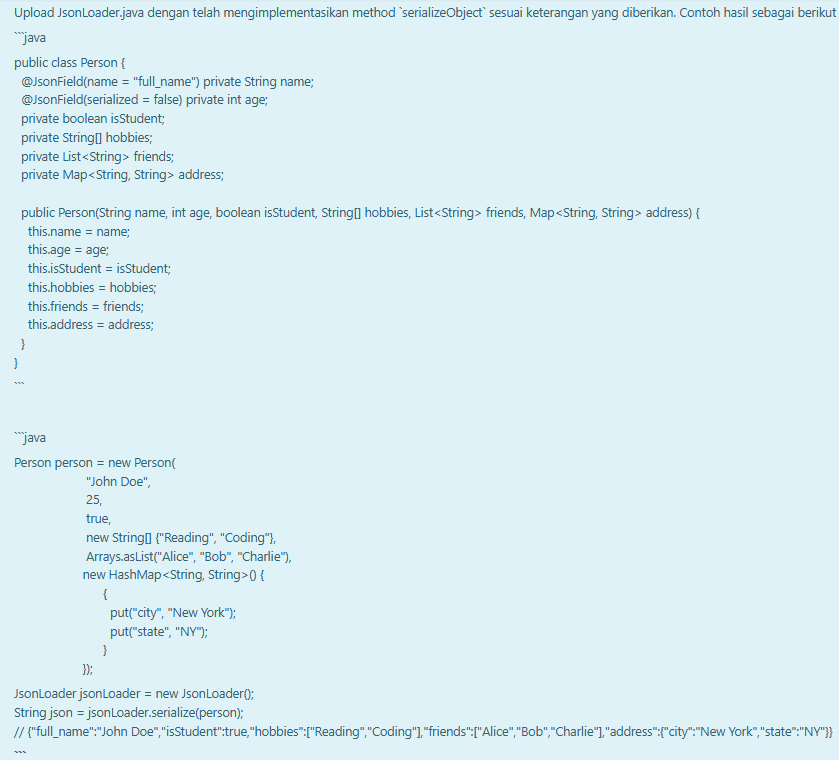 Upload JsonLoader.java dengan telah mengimplementasikan method `serializeObject` sesuai keterangan yang diberikan. Contoh hasil sebagai berikut
```java
public class Person {
@JsonField(name = "full_name") private String name;
@JsonField(serialized = false) private int age;
private boolean isStudent;
private String[] hobbies;
private List<String> friends;
private Map<String, String> address;
public Person(String name, int age, boolean isStudent, String[] hobbies, List<String> friends, Map<String, String> address) {
this.name = name;
this.age = age;
this.isStudent = isStudent;
this.hobbies = hobbies;
this.friends = friends;
this.address = address;
}
}
```
```java
Person person = new Person(
"John Doe",
25,
true,
new String[] {"Reading", "Coding"},
Arrays.asList("Alice", "Bob", "Charlie"),
new HashMap<String, String>() {
{
put("city", "New York");
put("state", "NY");
}
});
JsonLoader jsonLoader = new JsonLoader();
String json = jsonLoader.serialize(person);
// {"full_name":"John Doe","isStudent":true,"hobbies":["Reading","Coding"],"friends":["Alice","Bob","Charlie"],"address":{"city":"New York","state":"NY"}}
```